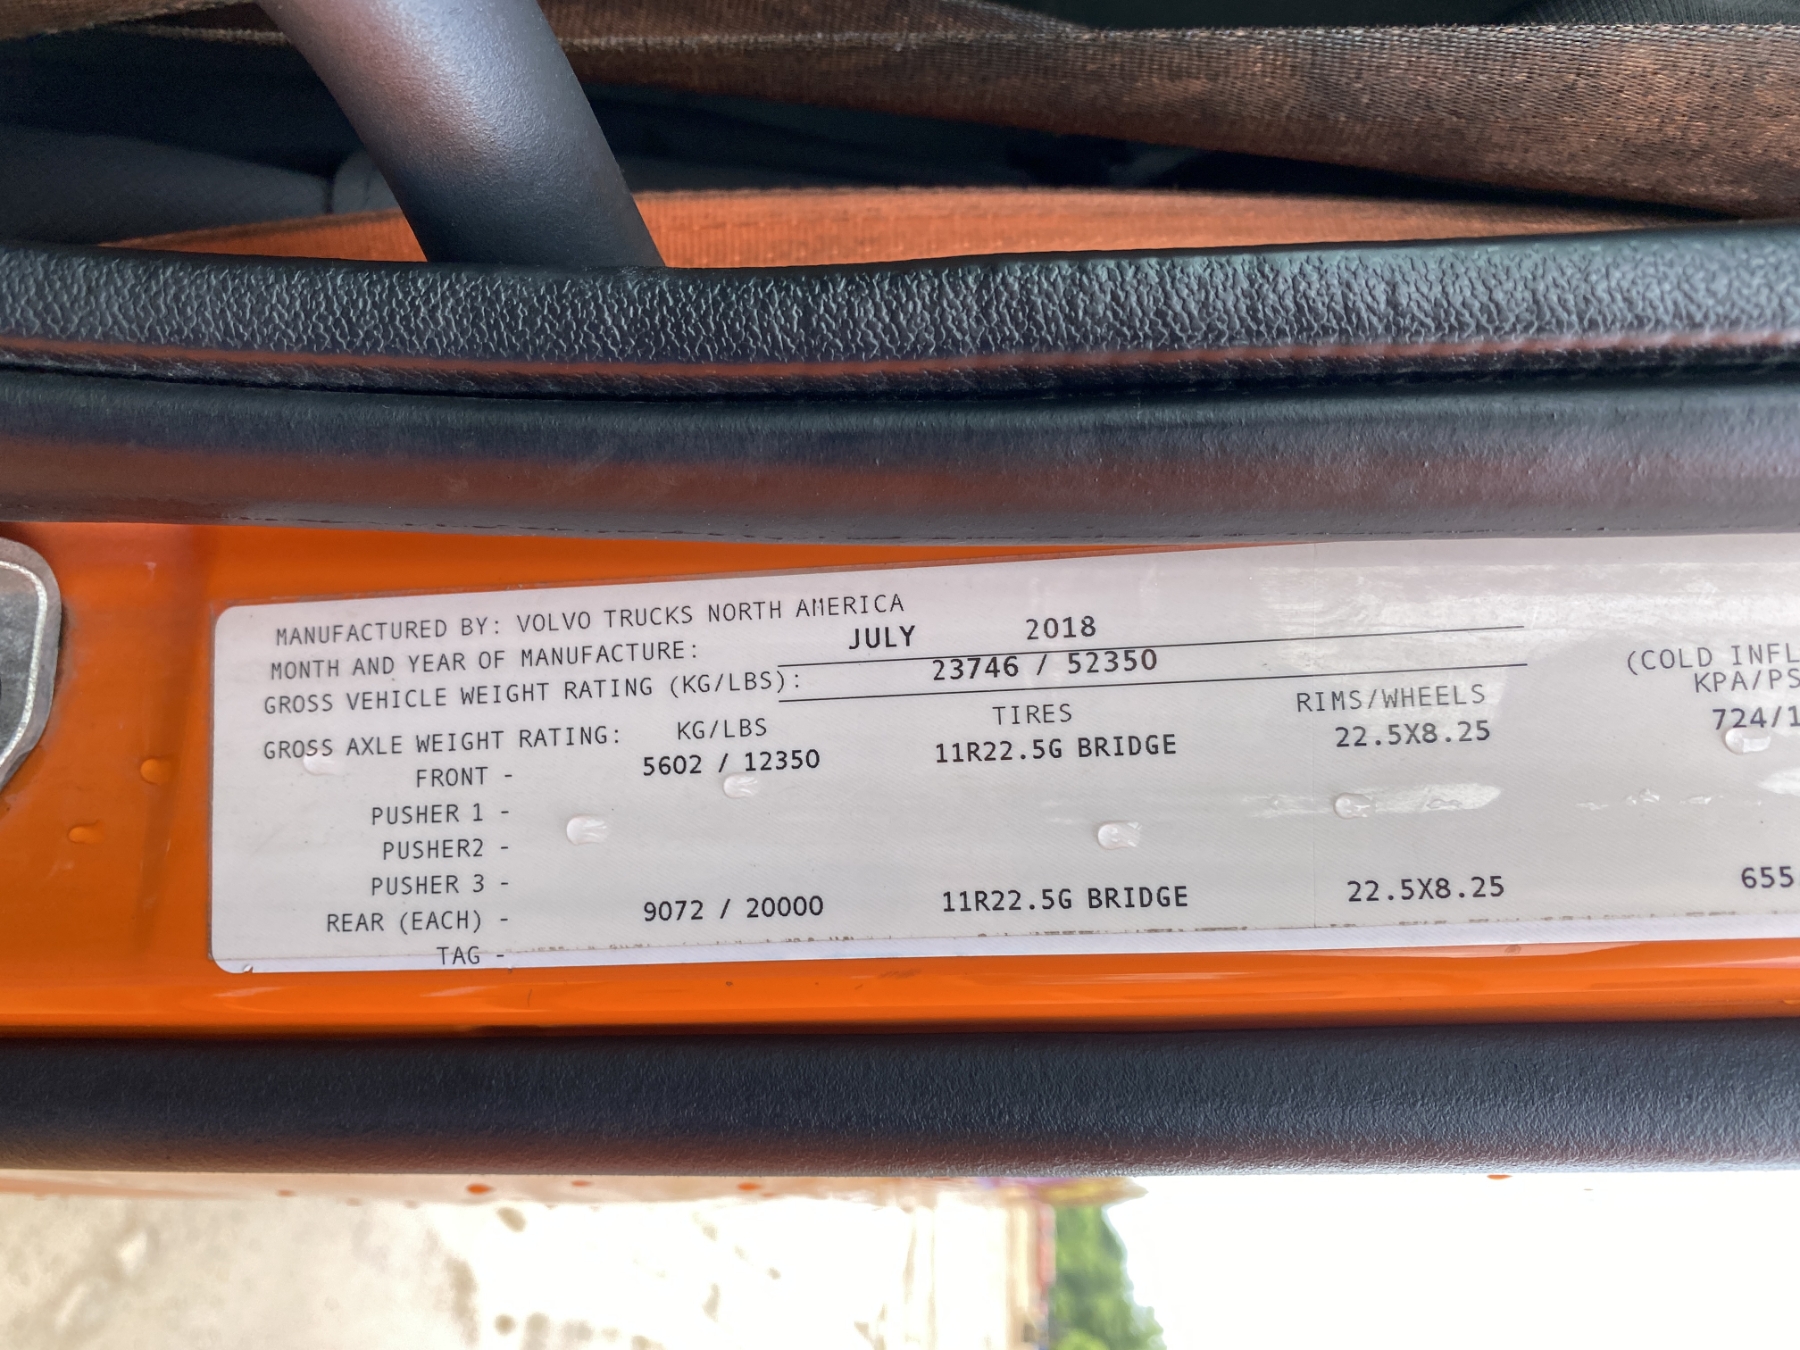 MANUFACTURED BY: VOLVO TRUCKS NORTH AMERICA
MONTH AND YEAR OF MANUFACTURE: JULY 2018
GROSS VEHICLE WEIGHT RATING (KG/LBS): 23746 / 52350
GROSS AXLE WEIGHT RATING: KG/LBS TIRES RIMS/WHEELS (COLD INFL
KPA/PS
FRONT - 5602 / 12350 11R22.5G BRIDGE 22.5X8.25 724/1
PUSHER 1 -
PUSHER2 -
PUSHER 3 -
REAR (EACH) - 9072 / 20000 11R22.5G BRIDGE 22.5X8.25 655
TAG -